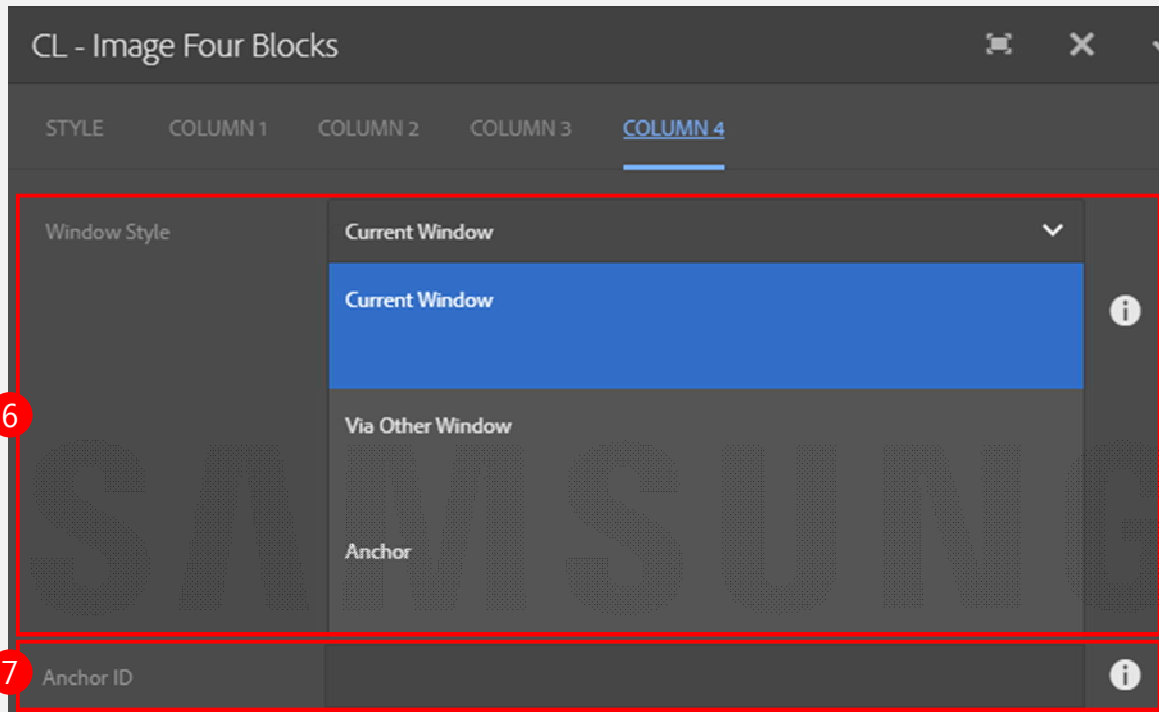 CL - Image Four Blocks
STYLE COLUMN 1 COLUMN 2 COLUMN 3 COLUMN 4
Window Style Current Window
Current Window
6
Via Other Window
SAMSUNG
Anchor
7 Anchor ID